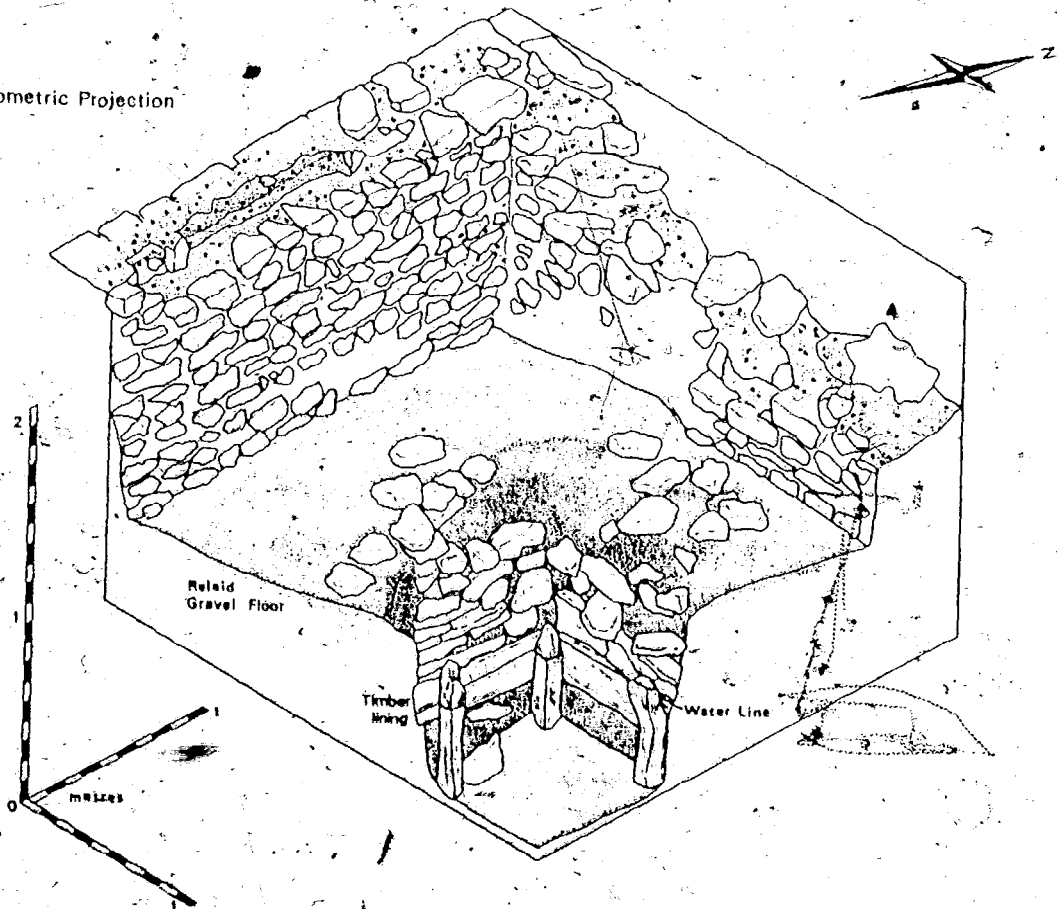 ometric Projection
Z
2
Relaid
Gravel Floor
1
Timber
lining
Water Line
1
0
metres
1